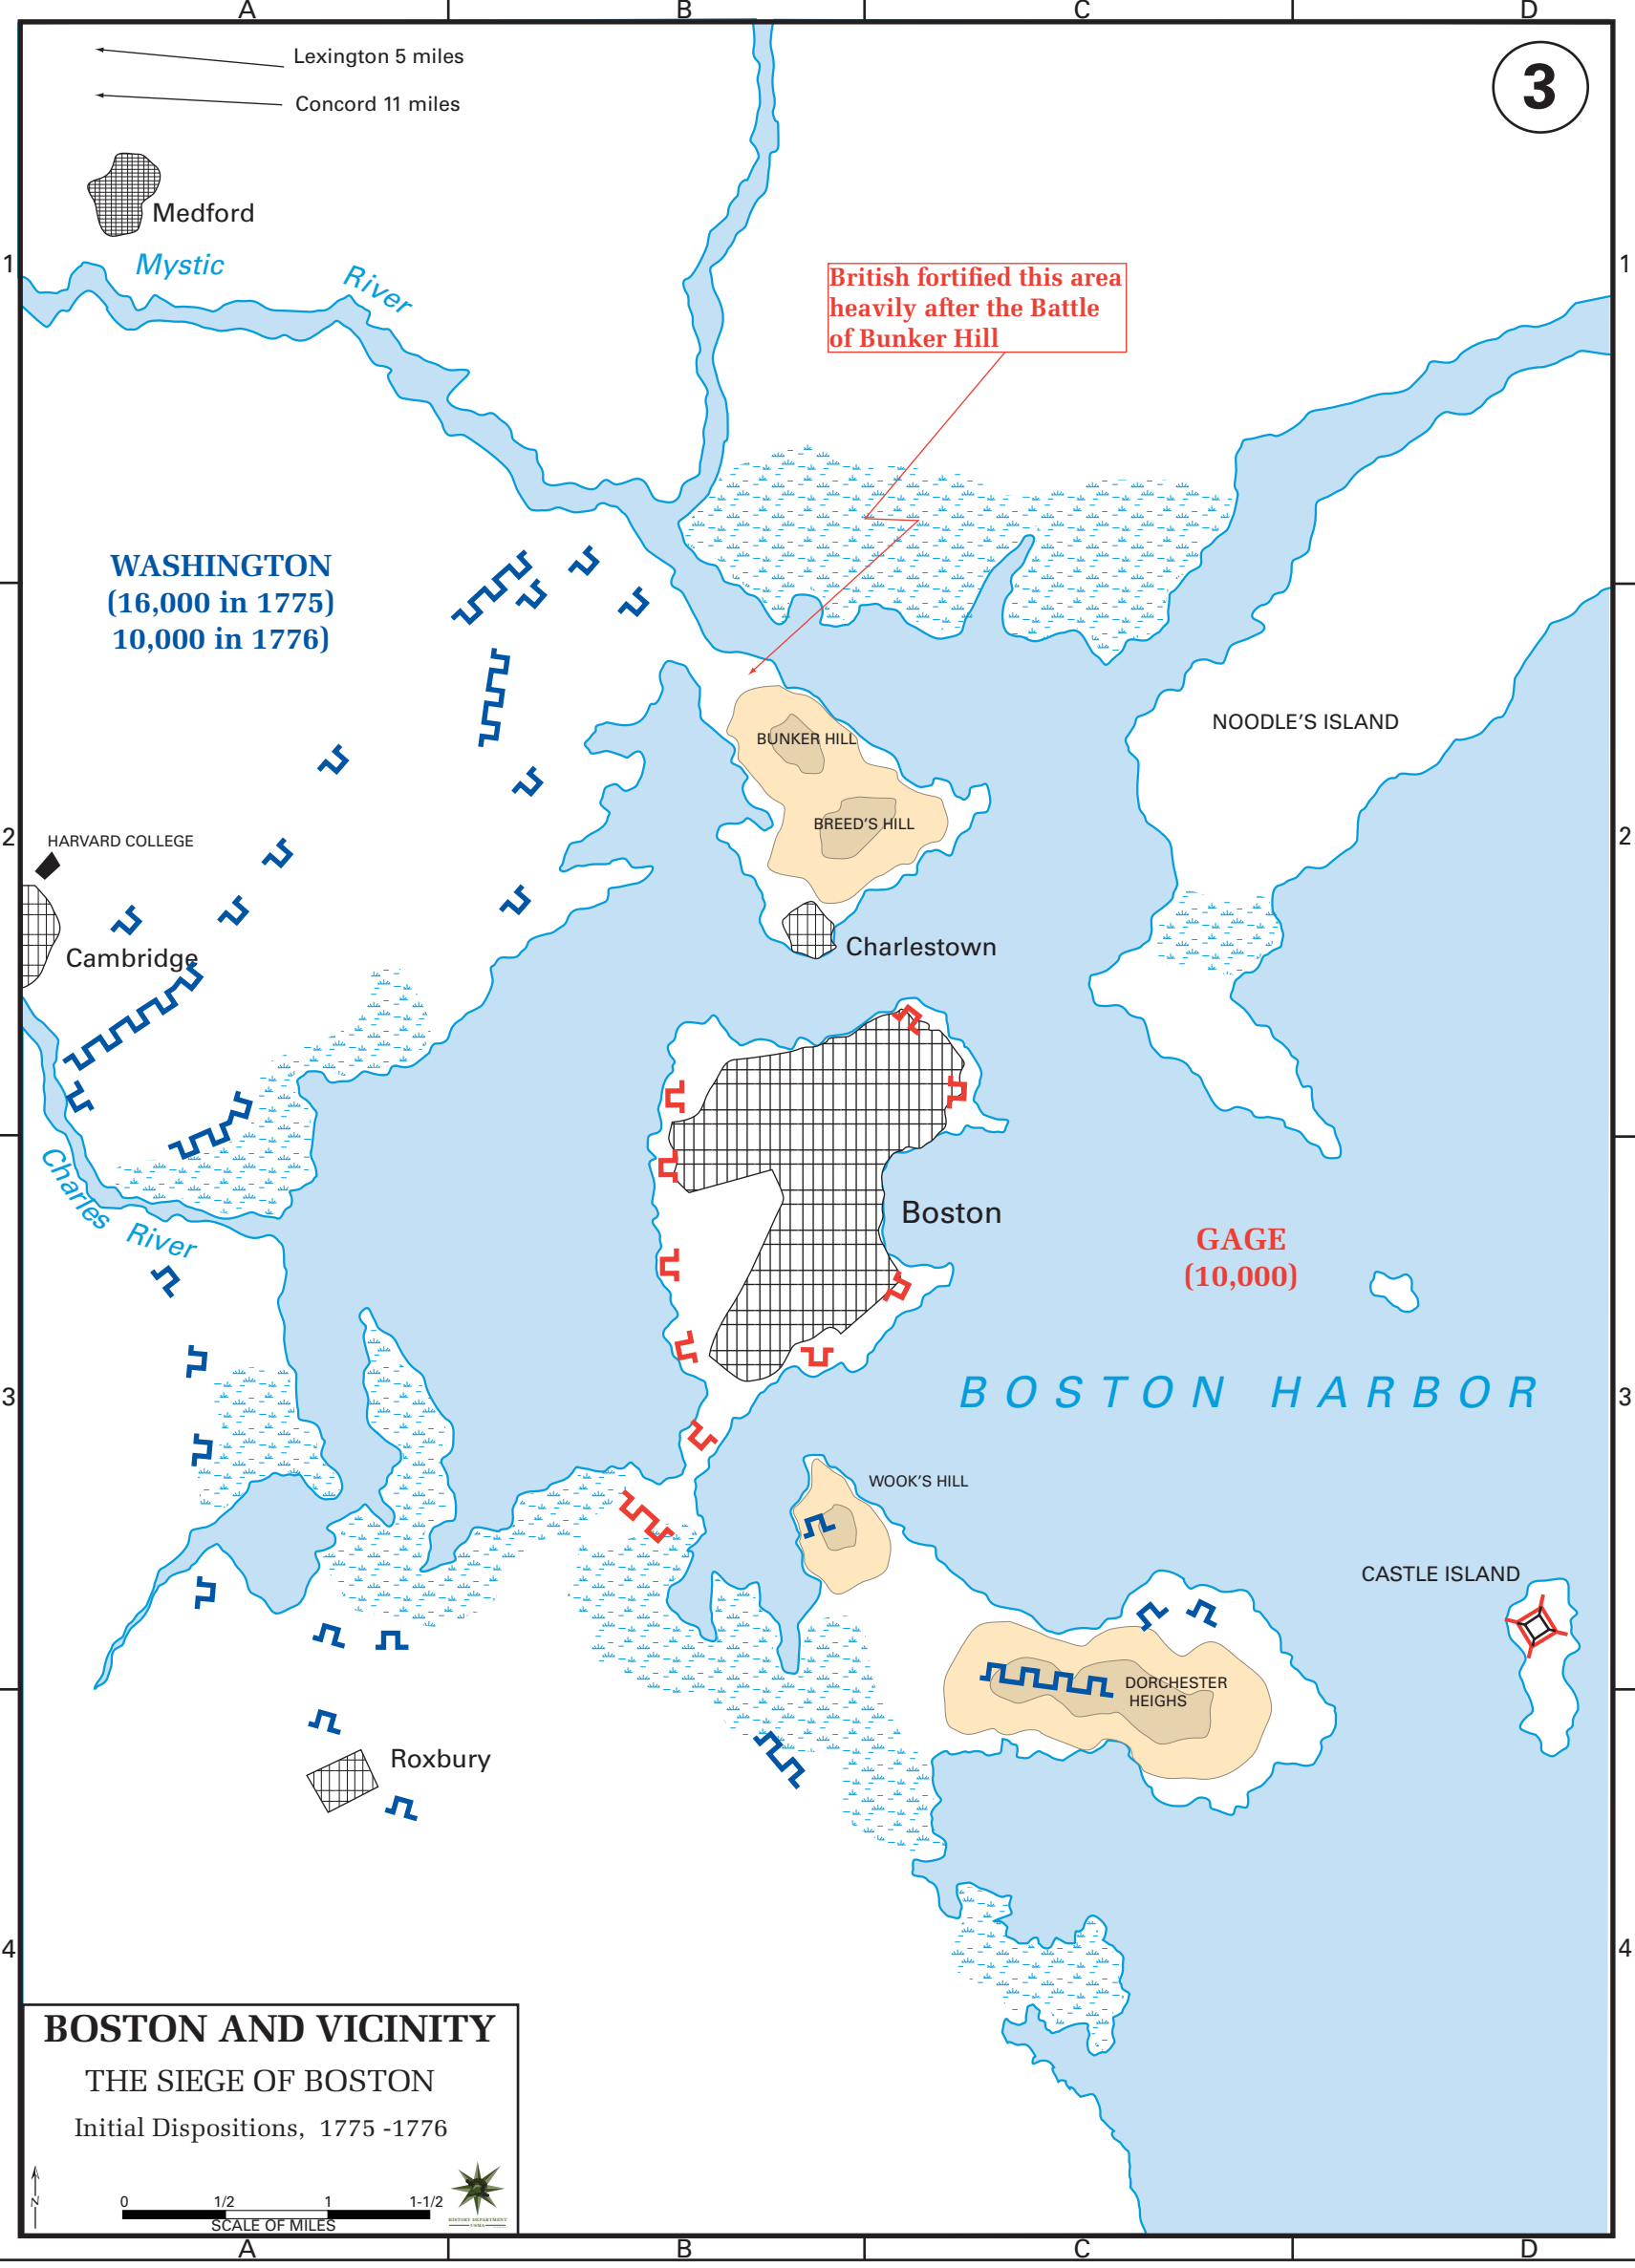 A B C D
Lexington 5 miles
Concord 11 miles
3
Medford
Mystic River
1 1
British fortified this area
heavily after the Battle
of Bunker Hill
WASHINGTON
(16,000 in 1775)
10,000 in 1776)
NOODLE'S ISLAND
BUNKER HILL
BREED'S HILL
2 2
HARVARD COLLEGE
Cambridge
Charlestown
Charles River
Boston
GAGE
(10,000)
3 3
BOSTON HARBOR
WOOK'S HILL
CASTLE ISLAND
DORCHESTER
HEIGHS
Roxbury
4 4
BOSTON AND VICINITY
THE SIEGE OF BOSTON
Initial Dispositions, 1775 -1776
N
0 1/2 1 1-1/2
SCALE OF MILES
HISTORY DEPARTMENT
USMA
A B C D